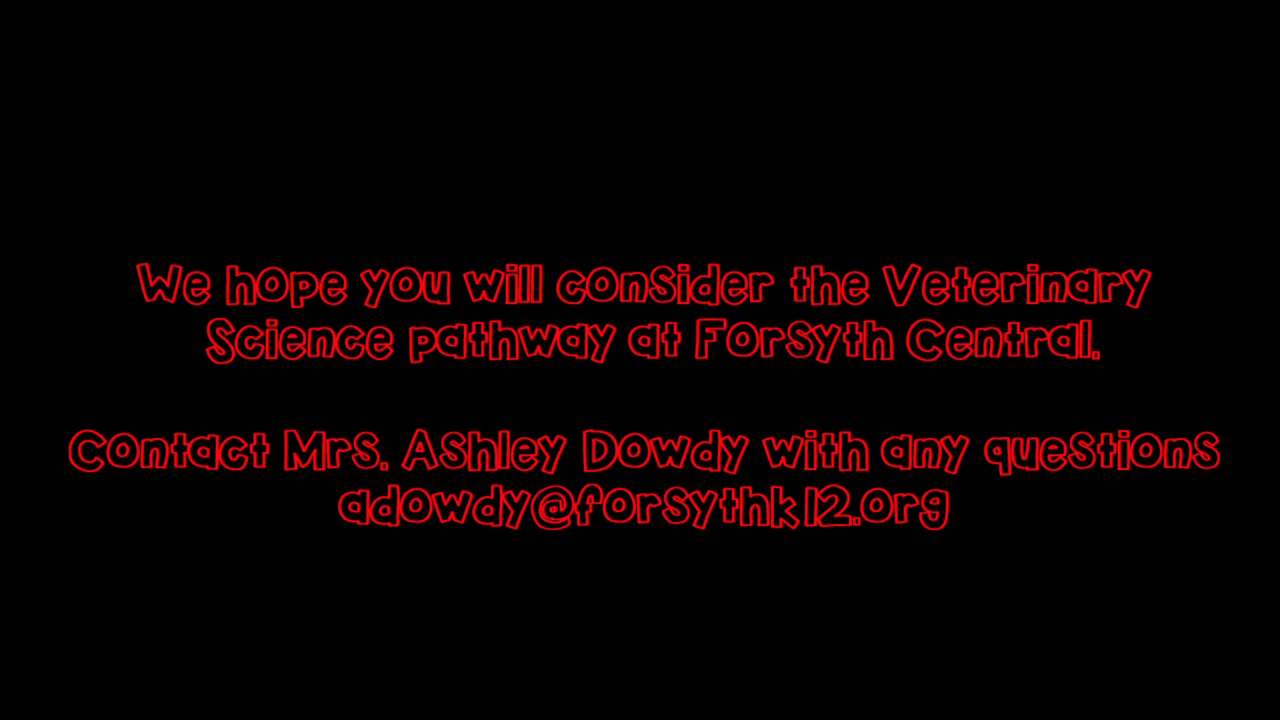 We hope you will consider the Veterinary
Science pathway at Forsyth Central.
Contact Mrs. Ashley Dowdy with any questions
adowdy@forsythk12.org